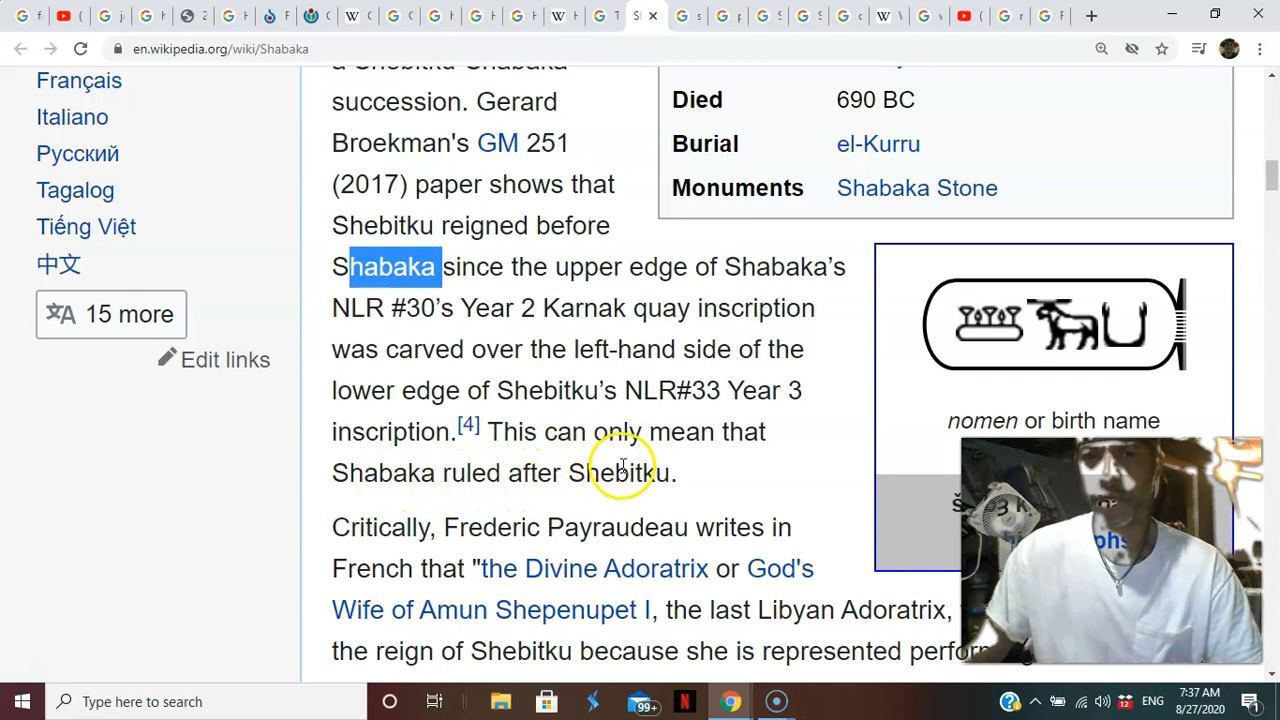 en.wikipedia.org/wiki/Shabaka
Français
Italiano
Русский
Tagalog
Tiếng Việt
中文
15 more
Edit links
succession. Gerard
Broekman's GM 251
(2017) paper shows that
Shebitku reigned before
Shabaka since the upper edge of Shabaka’s
NLR #30’s Year 2 Karnak quay inscription
was carved over the left-hand side of the
lower edge of Shebitku’s NLR#33 Year 3
inscription.[4] This can only mean that
Shabaka ruled after Shebitku.
Critically, Frederic Payraudeau writes in
French that "the Divine Adoratrix or God's
Wife of Amun Shepenupet I, the last Libyan Adoratrix,
the reign of Shebitku because she is represented
Died 690 BC
Burial el-Kurru
Monuments Shabaka Stone
nomen or birth name
Type here to search
99+
N
12
ENG
7:37 AM
8/27/2020